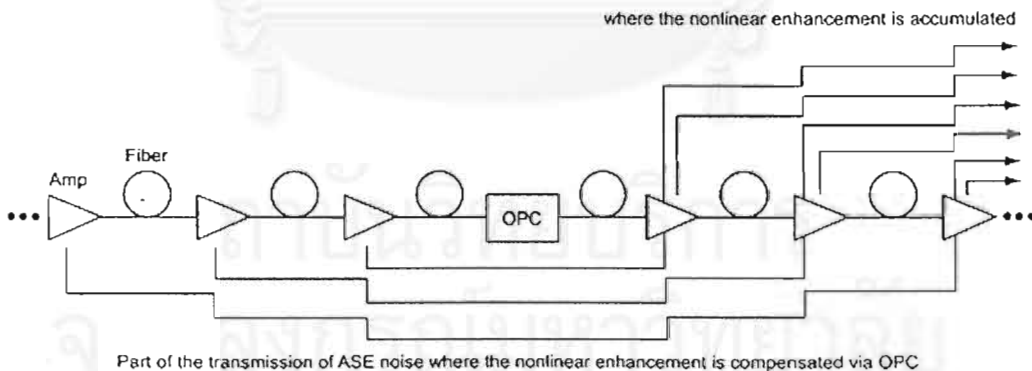 where the nonlinear enhancement is accumulated
Fiber
Amp
OPC
Part of the transmission of ASE noise where the nonlinear enhancement is compensated via OPC